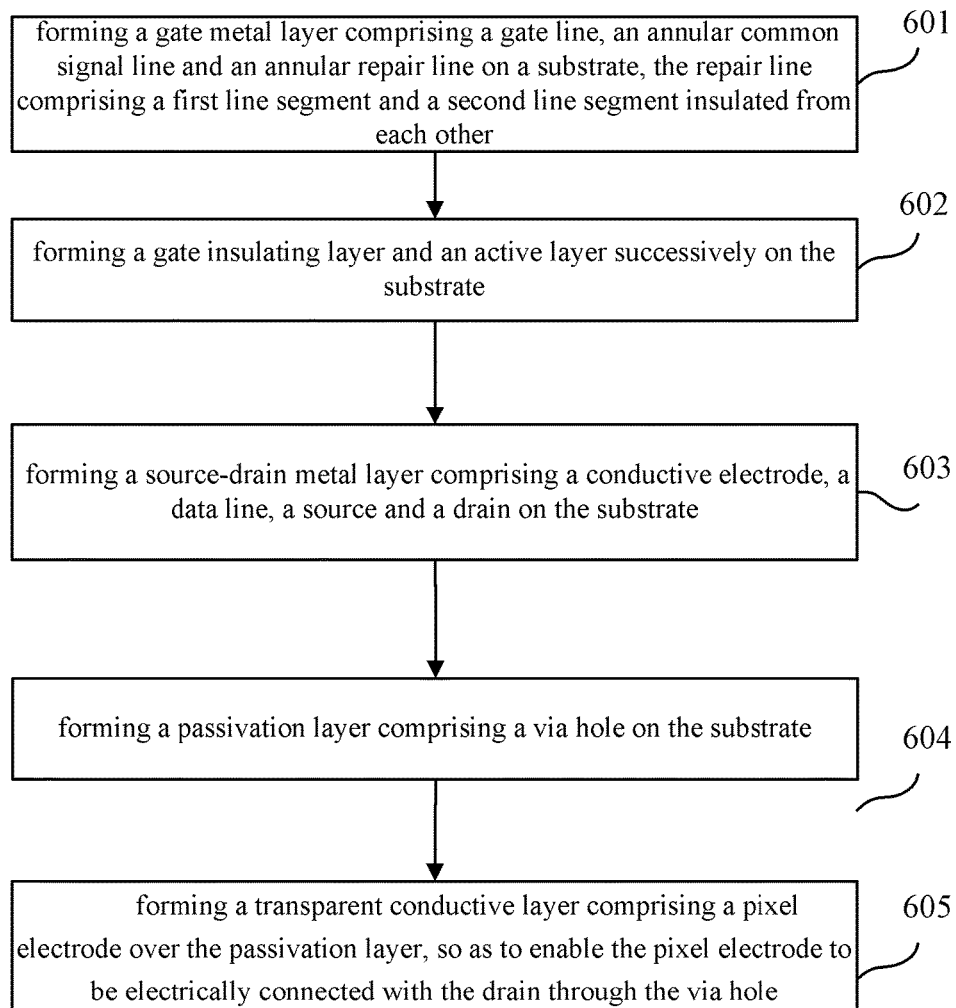 forming a gate metal layer comprising a gate line, an annular common
signal line and an annular repair line on a substrate, the repair line
comprising a first line segment and a second line segment insulated from
each other
601
forming a gate insulating layer and an active layer successively on the
substrate
602
forming a source-drain metal layer comprising a conductive electrode, a
data line, a source and a drain on the substrate
603
forming a passivation layer comprising a via hole on the substrate
604
forming a transparent conductive layer comprising a pixel
electrode over the passivation layer, so as to enable the pixel electrode to
be electrically connected with the drain through the via hole
605